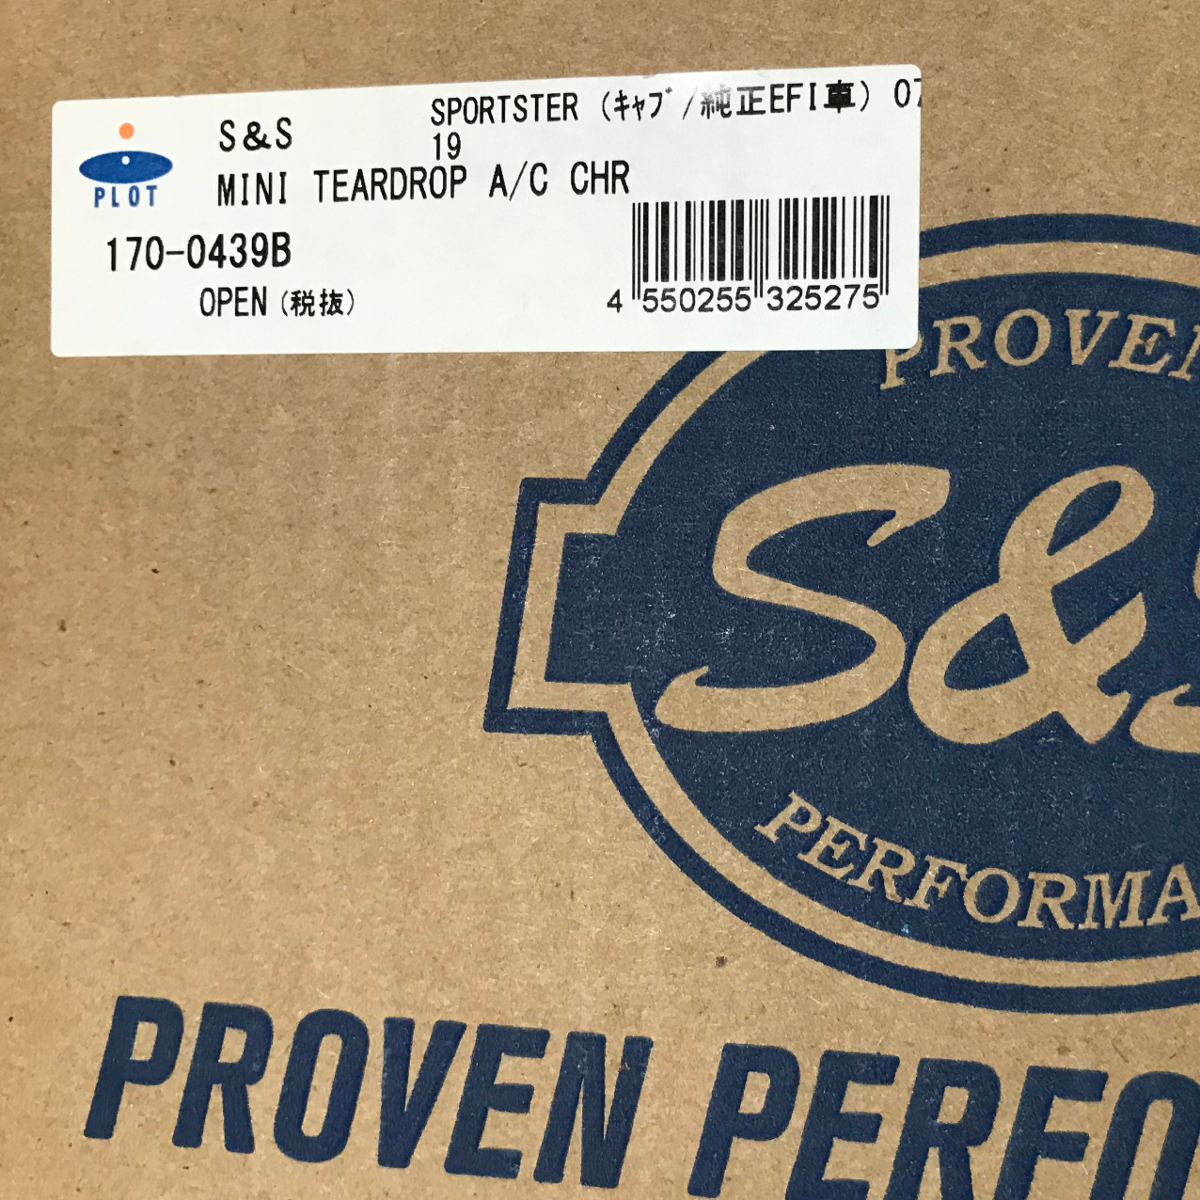 SPORTSTER (ｷｬﾌﾞ/純正EFI車) 07
S&S
19
MINI TEARDROP A/C CHR
PLOT
170-0439B
OPEN (税抜)
4 550255 325275
PROVEN
S&S
PERFORMA
PROVEN PERFO